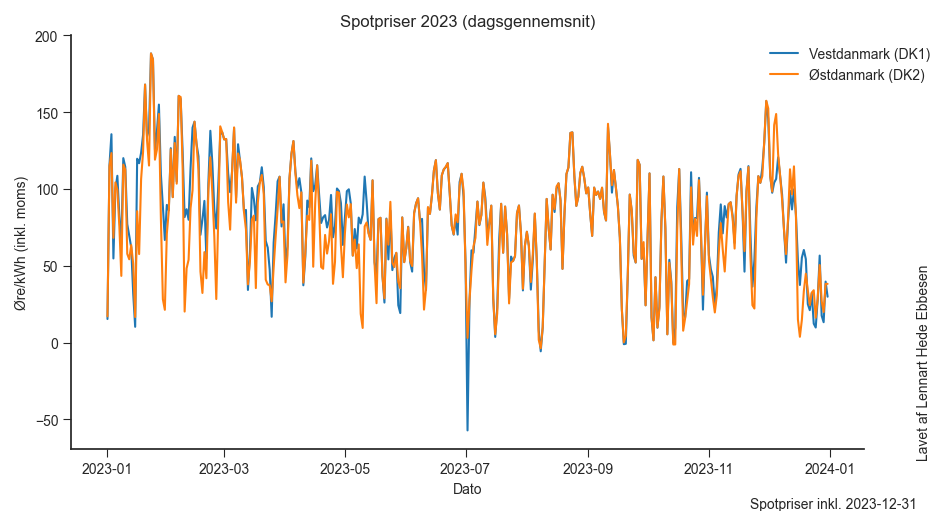 Spotpriser 2023 (dagsgennemsnit)
Vestdanmark (DK1)
Østdanmark (DK2)
Øre/kWh (inkl. moms)
200
150
100
50
0
−50
2023-01
2023-03
2023-05
2023-07
2023-09
2023-11
2024-01
Dato
Lavet af Lennart Hede Ebbesen
Spotpriser inkl. 2023-12-31